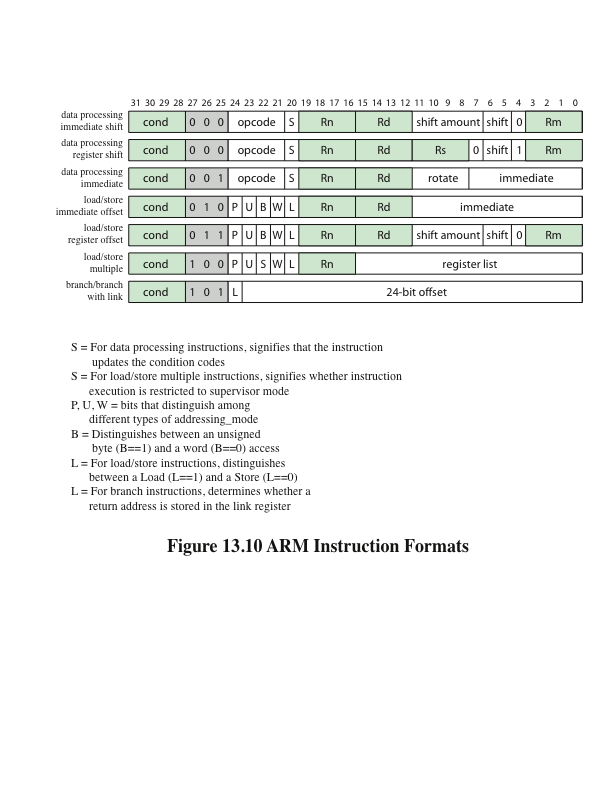 31 30 29 28 27 26 25 24 23 22 21 20 19 18 17 16 15 14 13 12 11 10 9 8 7 6 5 4 3 2 1 0
data processing
immediate shift
cond 0 0 0 opcode S Rn Rd shift amount shift 0 Rm
data processing
register shift
cond 0 0 0 opcode S Rn Rd Rs 0 shift 1 Rm
data processing
immediate
cond 0 0 1 opcode S Rn Rd rotate immediate
load/store
immediate offset
cond 0 1 0 P U B W L Rn Rd immediate
load/store
register offset
cond 0 1 1 P U B W L Rn Rd shift amount shift 0 Rm
load/store
multiple
cond 1 0 0 P U S W L Rn register list
branch/branch
with link
cond 1 0 1 L 24-bit offset
S = For data processing instructions, signifies that the instruction
updates the condition codes
S = For load/store multiple instructions, signifies whether instruction
execution is restricted to supervisor mode
P, U, W = bits that distinguish among
different types of addressing_mode
B = Distinguishes between an unsigned
byte (B==1) and a word (B==0) access
L = For load/store instructions, distinguishes
between a Load (L==1) and a Store (L==0)
L = For branch instructions, determines whether a
return address is stored in the link register
Figure 13.10 ARM Instruction Formats